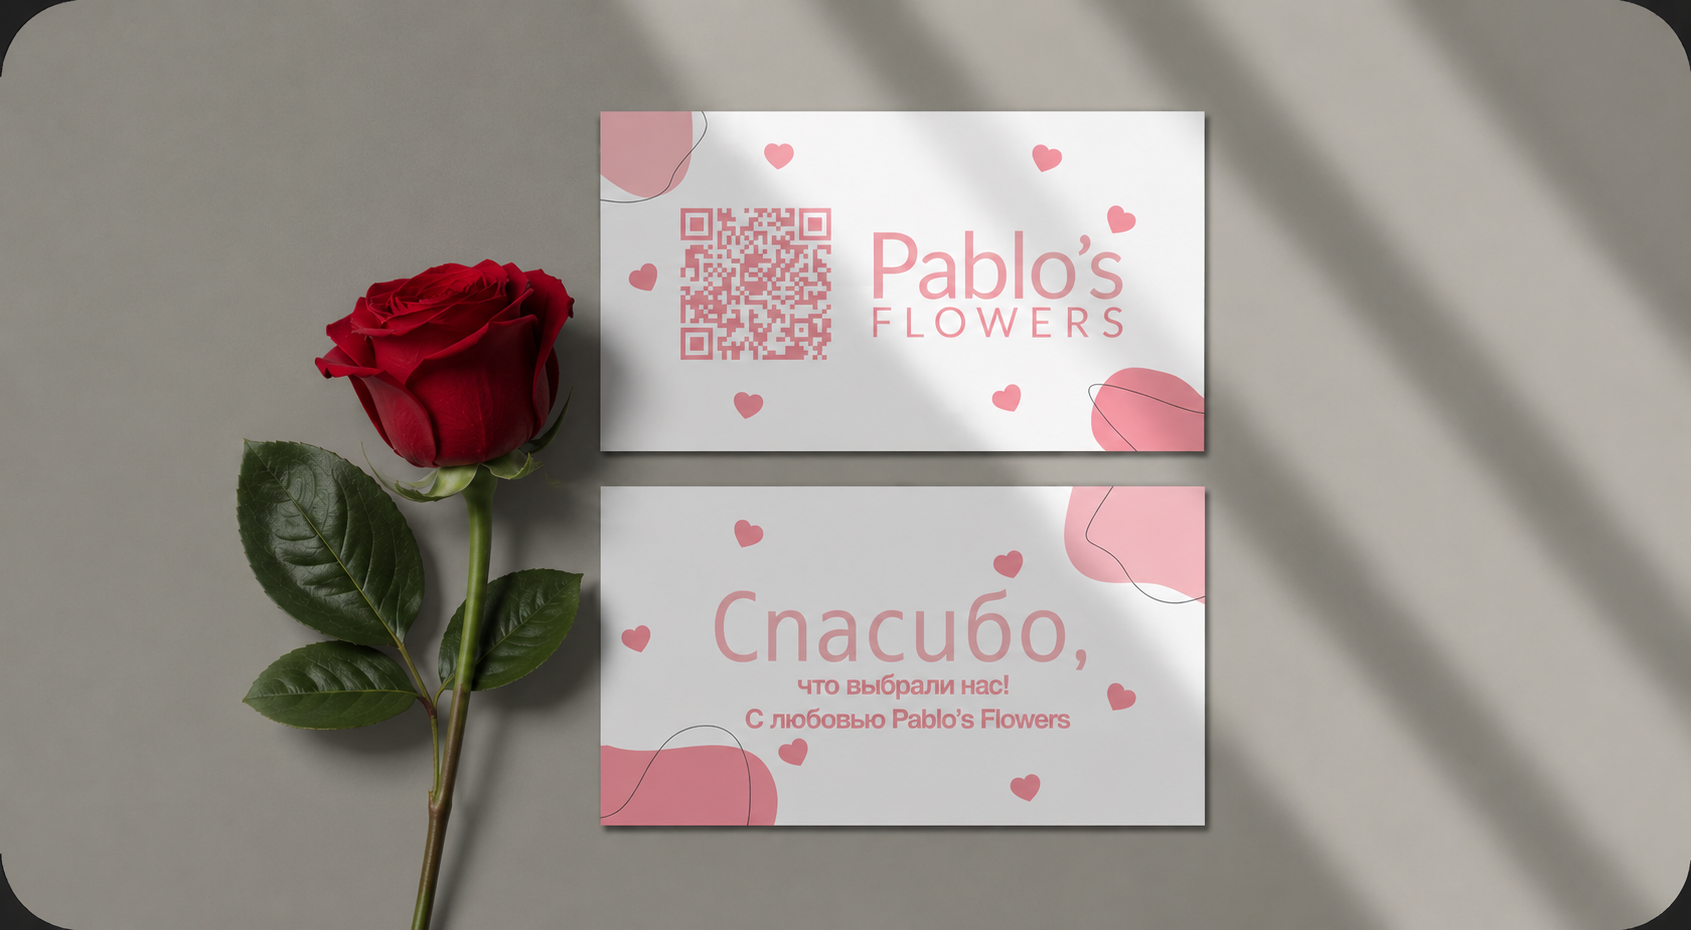 Pablo's
FLOWERS
Спасибо,
что выбрали нас!
С любовью Pablo's Flowers